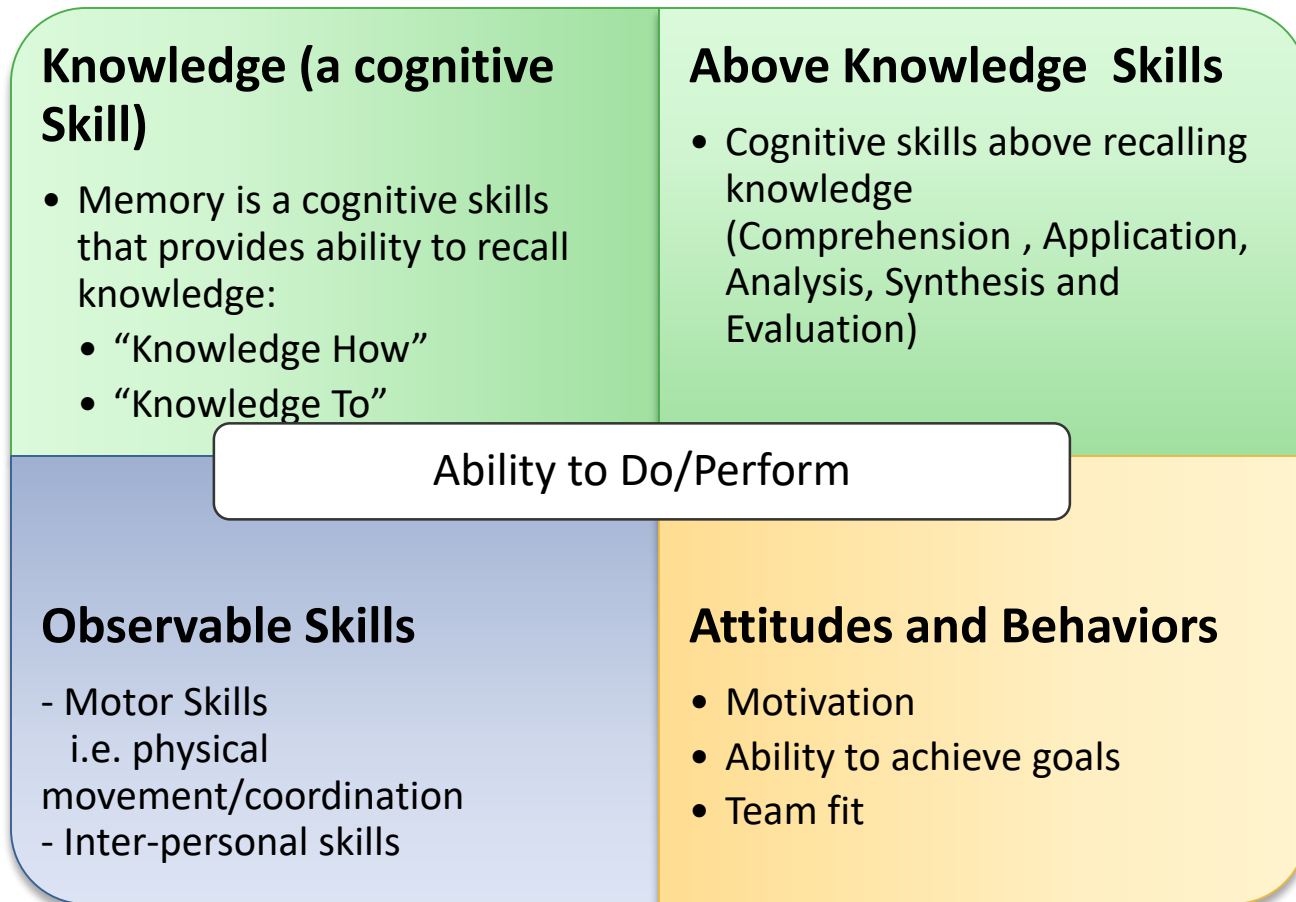 Knowledge (a cognitive
Skill)
• Memory is a cognitive skills
that provides ability to recall
knowledge:
• “Knowledge How”
• “Knowledge To”
Above Knowledge  Skills
• Cognitive skills above recalling
knowledge
(Comprehension , Application,
Analysis, Synthesis and
Evaluation)
Ability to Do/Perform
Observable Skills
- Motor Skills
i.e. physical
movement/coordination
- Inter-personal skills
Attitudes and Behaviors
• Motivation
• Ability to achieve goals
• Team fit